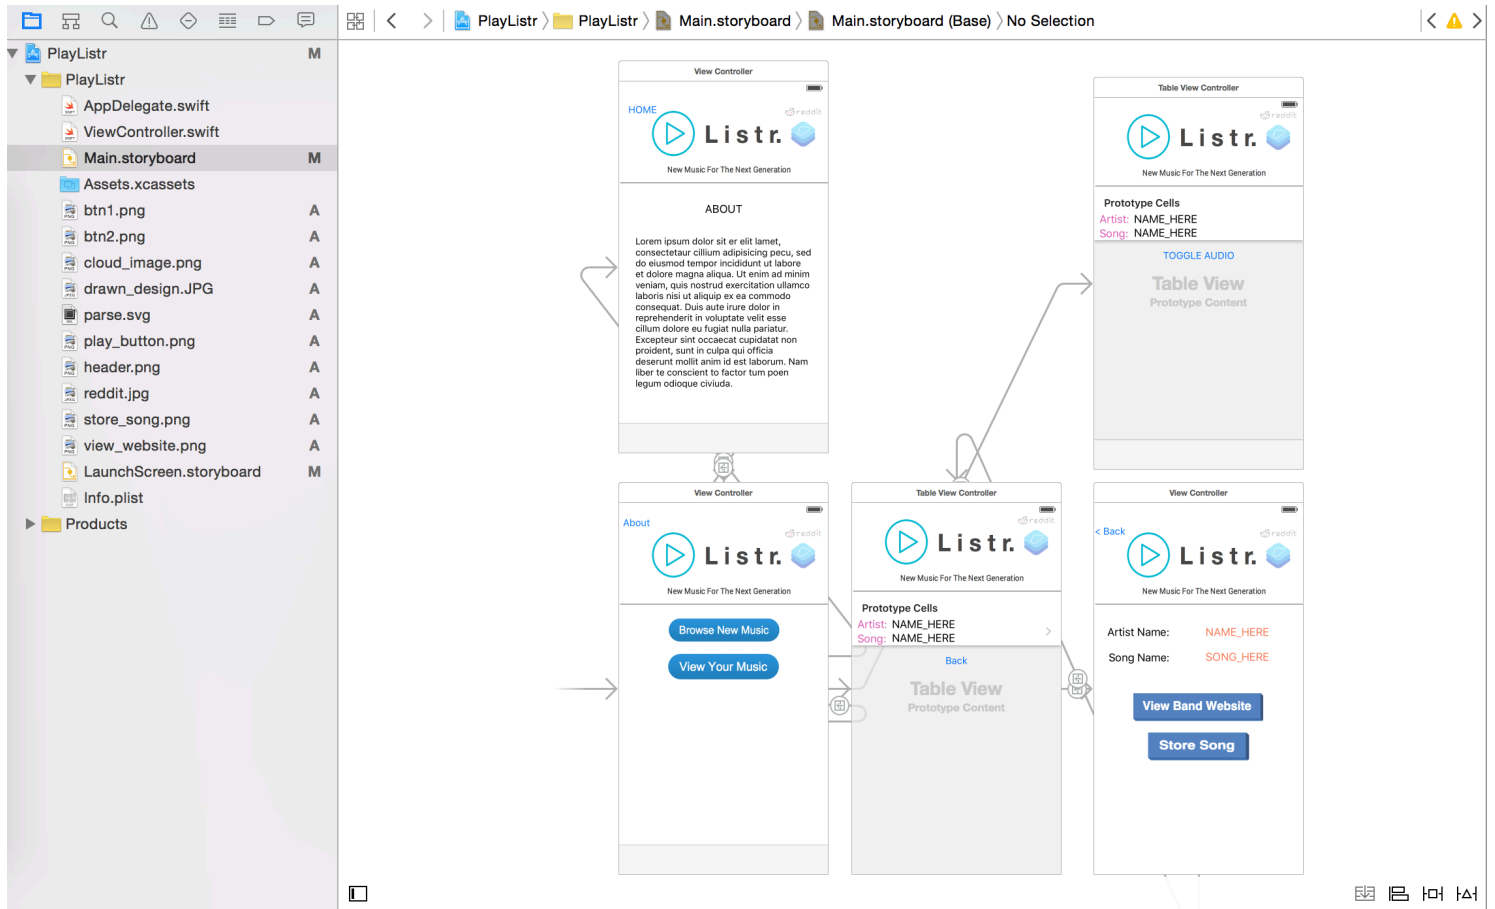 PlayListr
PlayListr
Main.storyboard
Main.storyboard (Base)
No Selection
PlayListr M
PlayListr
AppDelegate.swift
ViewController.swift
Main.storyboard M
Assets.xcassets
btn1.png A
btn2.png A
cloud_image.png A
drawn_design.JPG A
parse.svg A
play_button.png A
header.png A
reddit.jpg A
store_song.png A
view_website.png A
LaunchScreen.storyboard M
Info.plist
Products
View Controller
HOME
reddit
Listr.
New Music For The Next Generation
ABOUT
Lorem ipsum dolor sit er elit lamet,
consectetaur cillium adipisicing pecu, sed
do eiusmod tempor incididunt ut labore
et dolore magna aliqua. Ut enim ad minim
veniam, quis nostrud exercitation ullamco
laboris nisi ut aliquip ex ea commodo
consequat. Duis aute irure dolor in
reprehenderit in voluptate velit esse
cillum dolore eu fugiat nulla pariatur.
Excepteur sint occaecat cupidatat non
proident, sunt in culpa qui officia
deserunt mollit anim id est laborum. Nam
liber te conscient to factor tum poen
legum odioque civiuda.
Table View Controller
reddit
Listr.
New Music For The Next Generation
Prototype Cells
Artist: NAME_HERE
Song: NAME_HERE
TOGGLE AUDIO
Table View
Prototype Content
View Controller
About
reddit
Listr.
New Music For The Next Generation
Browse New Music
View Your Music
Table View Controller
reddit
Listr.
New Music For The Next Generation
Prototype Cells
Artist: NAME_HERE
Song: NAME_HERE
Back
Table View
Prototype Content
View Controller
< Back
reddit
Listr.
New Music For The Next Generation
Artist Name: NAME_HERE
Song Name: SONG_HERE
View Band Website
Store Song